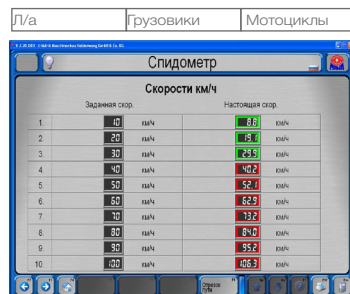 Л/а Грузовики Мотоциклы
Спидометр
Скорости км/ч
Заданная скор. Настоящая скор.
1. 10 км/ч 8.8 км/ч
2. 20 км/ч 19.1 км/ч
3. 30 км/ч 29.9 км/ч
4. 40 км/ч 40.2 км/ч
5. 50 км/ч 52.1 км/ч
6. 60 км/ч 62.9 км/ч
7. 70 км/ч 73.2 км/ч
8. 80 км/ч 84.0 км/ч
9. 90 км/ч 95.2 км/ч
10. 100 км/ч 106.3 км/ч
Отрезок пути